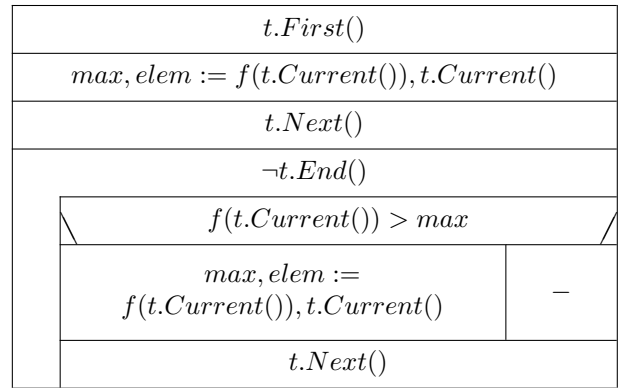 t.First()
max, elem := f(t.Current()), t.Current()
t.Next()
¬t.End()
f(t.Current()) > max
max, elem :=
f(t.Current()), t.Current()
–
t.Next()